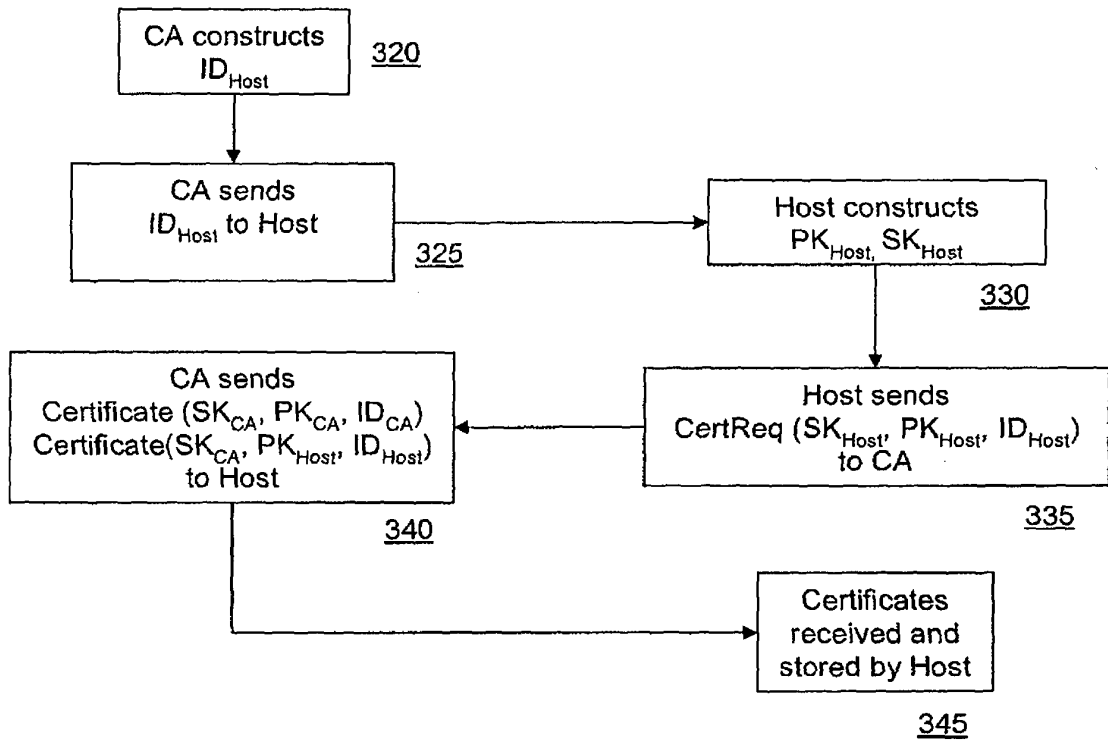 CA constructs
ID_Host
320
CA sends
ID_Host to Host
325
Host constructs
PK_Host, SK_Host
330
Host sends
CertReq (SK_Host, PK_Host, ID_Host)
to CA
335
CA sends
Certificate (SK_CA, PK_CA, ID_CA)
Certificate(SK_CA, PK_Host, ID_Host)
to Host
340
Certificates
received and
stored by Host
345